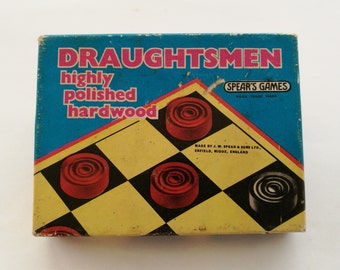 DRAUGHTSMEN
highly
polished
hardwood
SPEAR'S GAMES
MADE BY J. W. SPEAR & SONS LTD.,
ENFIELD, MIDDX, ENGLAND